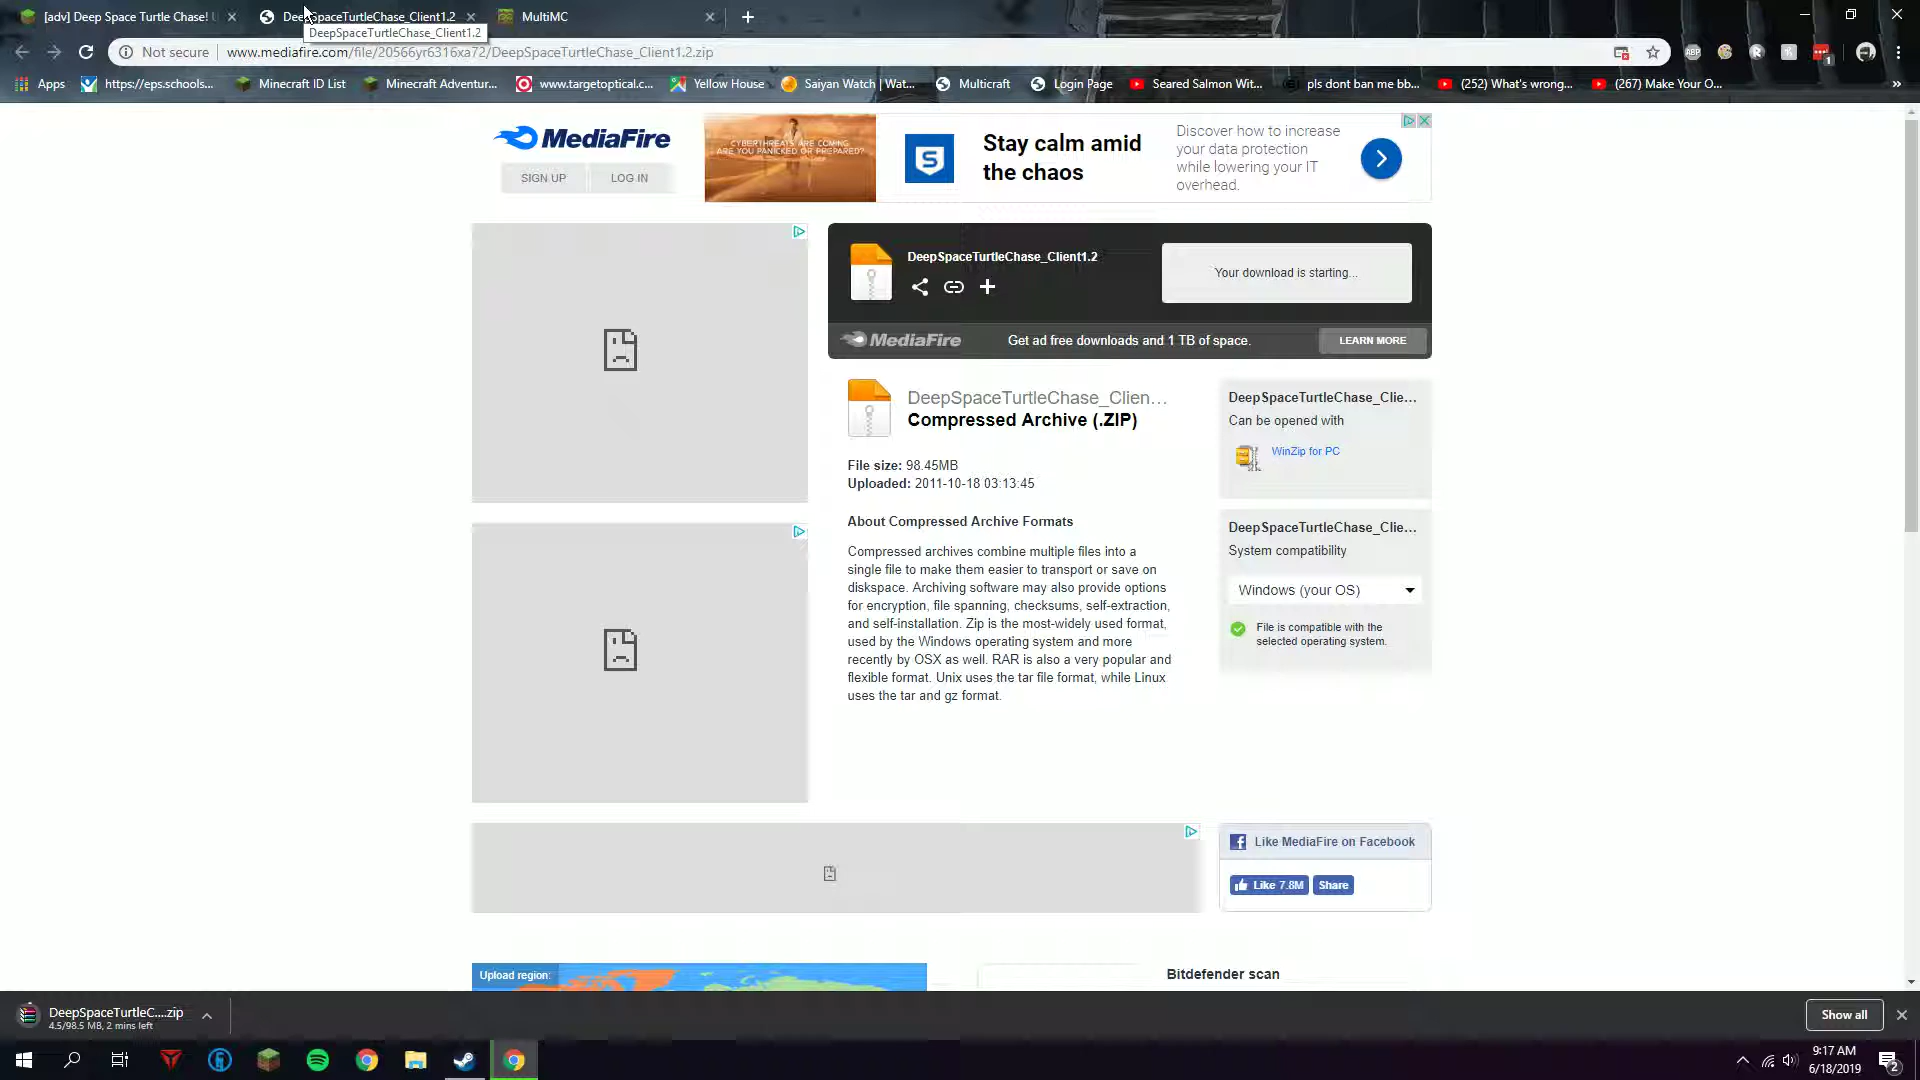 [adv] Deep Space Turtle Chase!
DeepSpaceTurtleChase_Client1.2
MultiMC
DeepSpaceTurtleChase_Client1.2
Not secure
www.mediafire.com/file/20566yr6316xa72/DeepSpaceTurtleChase_Client1.2.zip
ABP
1
Apps
https://eps.schools...
Minecraft ID List
Minecraft Adventur...
www.targetoptical.c...
Yellow House
Saiyan Watch | Wat...
Multicraft
Login Page
Seared Salmon Wit...
pls dont ban me bb...
(252) What's wrong...
(267) Make Your O...
»
MediaFire
SIGN UP
LOG IN
CYBERTHREATS ARE COMING.
ARE YOU PANICKED OR PREPARED?
S
Stay calm amid
the chaos
Discover how to increase
your data protection
while lowering your IT
overhead.
DeepSpaceTurtleChase_Client1.2
Your download is starting...
MediaFire
Get ad free downloads and 1 TB of space.
LEARN MORE
DeepSpaceTurtleChase_Clien...
Compressed Archive (.ZIP)
File size: 98.45MB
Uploaded: 2011-10-18 03:13:45
About Compressed Archive Formats
Compressed archives combine multiple files into a
single file to make them easier to transport or save on
diskspace. Archiving software may also provide options
for encryption, file spanning, checksums, self-extraction,
and self-installation. Zip is the most-widely used format,
used by the Windows operating system and more
recently by OSX as well. RAR is also a very popular and
flexible format. Unix uses the tar file format, while Linux
uses the tar and gz format.
DeepSpaceTurtleChase_Clie...
Can be opened with
WinZip for PC
DeepSpaceTurtleChase_Clie...
System compatibility
Windows (your OS)
File is compatible with the
selected operating system.
Like MediaFire on Facebook
Like 7.8M
Share
Upload region:
Bitdefender scan
DeepSpaceTurtleC....zip
4.5/98.5 MB, 2 mins left
Show all
9:17 AM
6/18/2019
2